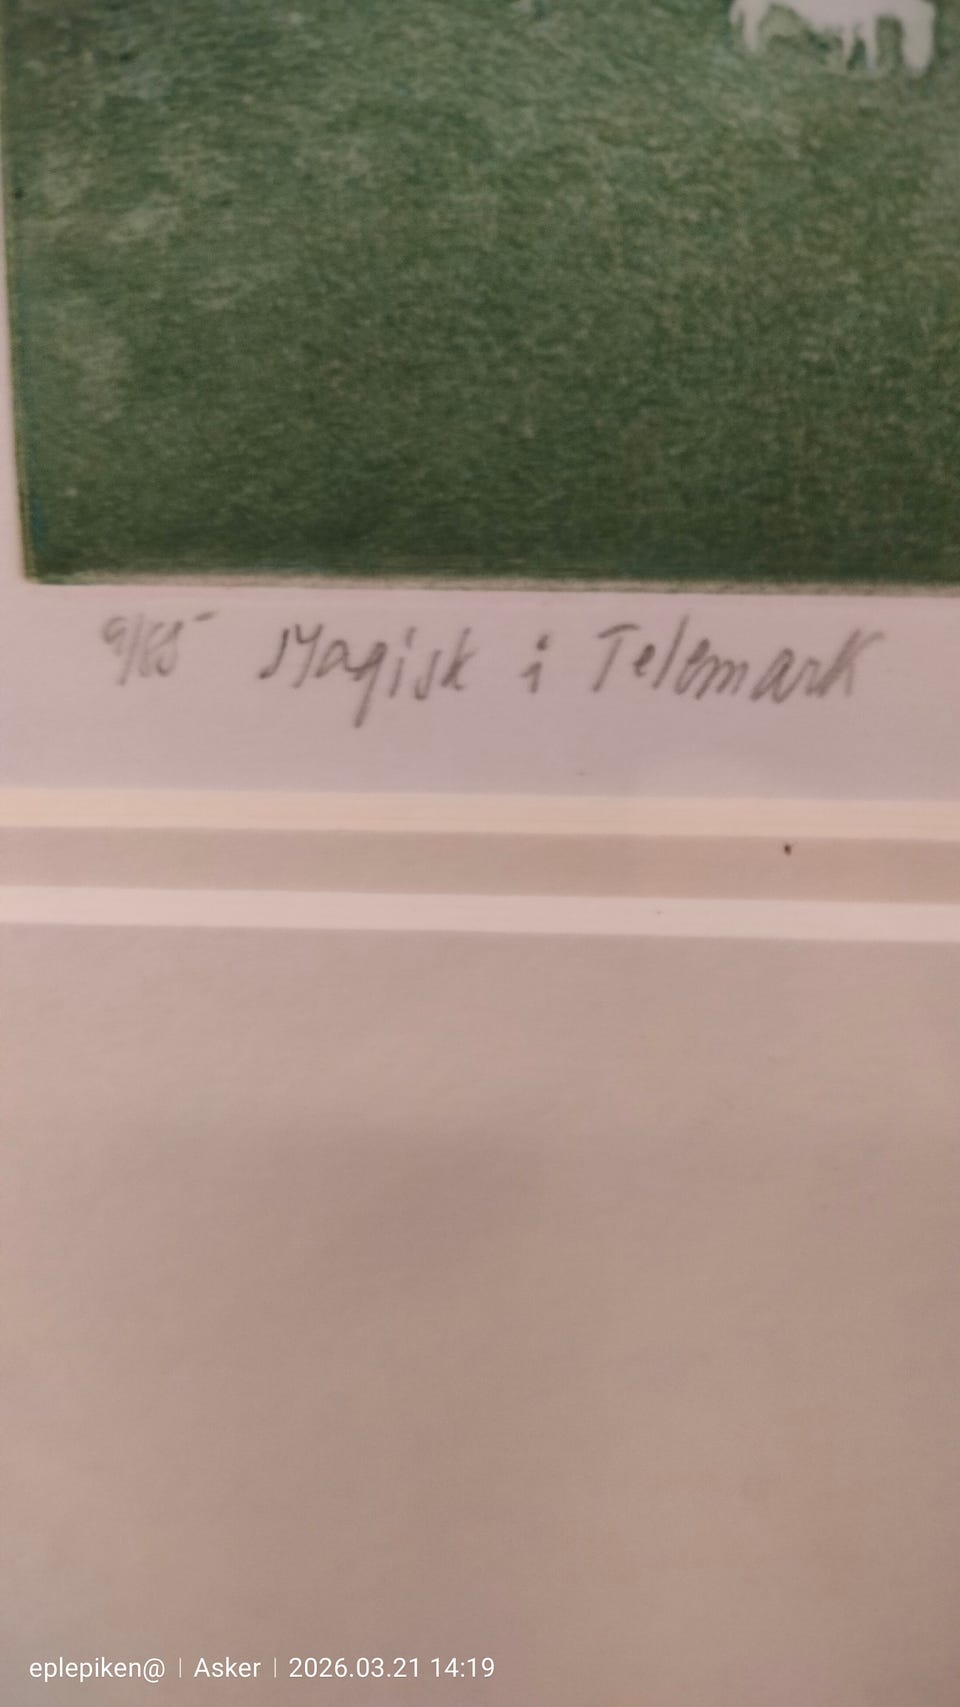 9/85 Magisk i Telemark
eplepiken@ | Asker | 2026.03.21 14:19